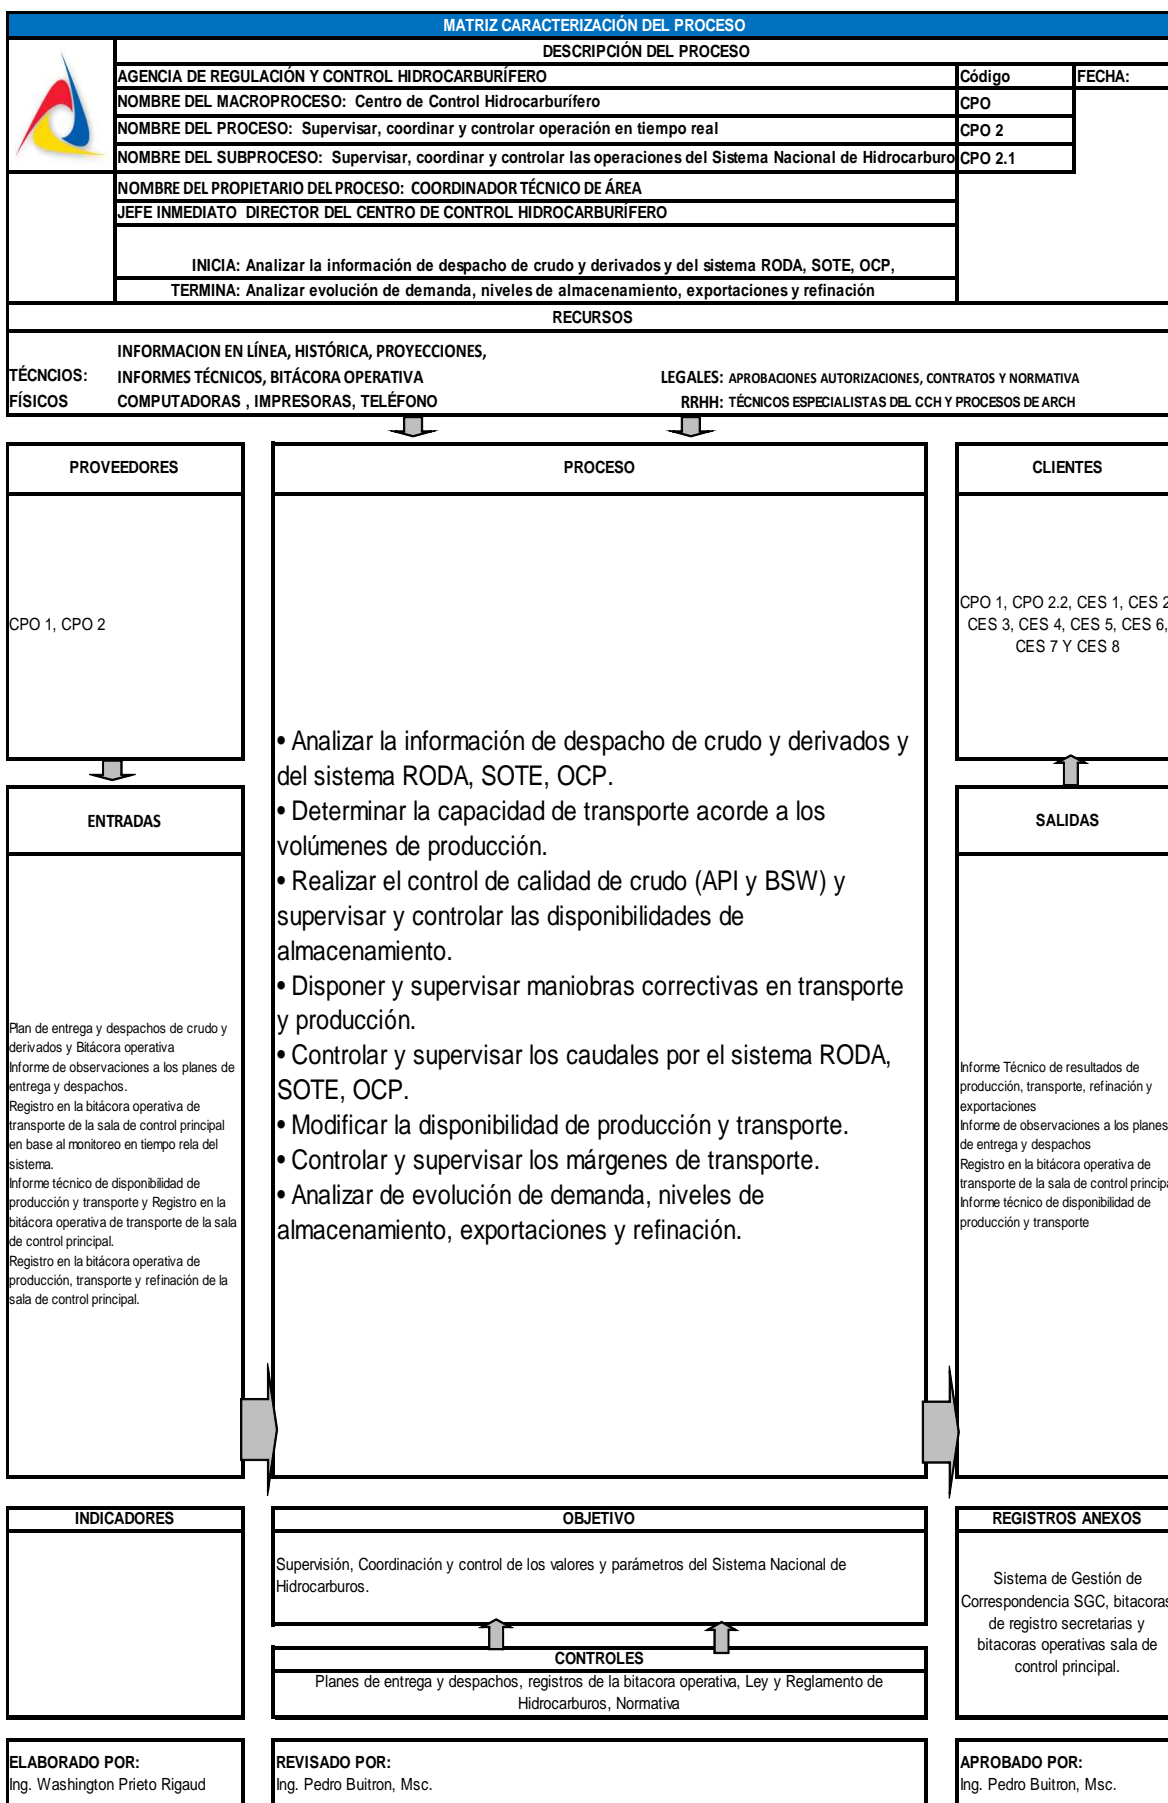 MATRIZ CARACTERIZACIÓN DEL PROCESO
DESCRIPCIÓN DEL PROCESO
AGENCIA DE REGULACIÓN Y CONTROL HIDROCARBURÍFERO
Código
FECHA:
NOMBRE DEL MACROPROCESO: Centro de Control Hidrocarburífero
CPO
NOMBRE DEL PROCESO: Supervisar, coordinar y controlar operación en tiempo real
CPO 2
NOMBRE DEL SUBPROCESO: Supervisar, coordinar y controlar las operaciones del Sistema Nacional de Hidrocarburo
CPO 2.1
NOMBRE DEL PROPIETARIO DEL PROCESO: COORDINADOR TÉCNICO DE ÁREA
JEFE INMEDIATO DIRECTOR DEL CENTRO DE CONTROL HIDROCARBURÍFERO
INICIA: Analizar la información de despacho de crudo y derivados y del sistema RODA, SOTE, OCP,
TERMINA: Analizar evolución de demanda, niveles de almacenamiento, exportaciones y refinación
RECURSOS
INFORMACION EN LÍNEA, HISTÓRICA, PROYECCIONES,
TÉCNCIOS: INFORMES TÉCNICOS, BITÁCORA OPERATIVA
LEGALES: APROBACIONES AUTORIZACIONES, CONTRATOS Y NORMATIVA
FÍSICOS COMPUTADORAS , IMPRESORAS, TELÉFONO
RRHH: TÉCNICOS ESPECIALISTAS DEL CCH Y PROCESOS DE ARCH
PROVEEDORES
CPO 1, CPO 2
ENTRADAS
Plan de entrega y despachos de crudo y
derivados y Bitácora operativa
Informe de observaciones a los planes de
entrega y despachos.
Registro en la bitácora operativa de
transporte de la sala de control principal
en base al monitoreo en tiempo rela del
sistema.
Informe técnico de disponibilidad de
producción y transporte y Registro en la
bitácora operativa de transporte de la sala
de control principal.
Registro en la bitácora operativa de
producción, transporte y refinación de la
sala de control principal.
PROCESO
• Analizar la información de despacho de crudo y derivados y
del sistema RODA, SOTE, OCP.
• Determinar la capacidad de transporte acorde a los
volúmenes de producción.
• Realizar el control de calidad de crudo (API y BSW) y
supervisar y controlar las disponibilidades de
almacenamiento.
• Disponer y supervisar maniobras correctivas en transporte
y producción.
• Controlar y supervisar los caudales por el sistema RODA,
SOTE, OCP.
• Modificar la disponibilidad de producción y transporte.
• Controlar y supervisar los márgenes de transporte.
• Analizar de evolución de demanda, niveles de
almacenamiento, exportaciones y refinación.
CLIENTES
CPO 1, CPO 2.2, CES 1, CES 2
CES 3, CES 4, CES 5, CES 6,
CES 7 Y CES 8
SALIDAS
Informe Técnico de resultados de
producción, transporte, refinación y
exportaciones
Informe de observaciones a los planes
de entrega y despachos
Registro en la bitácora operativa de
transporte de la sala de control principa
Informe técnico de disponibilidad de
producción y transporte
INDICADORES
OBJETIVO
Supervisión, Coordinación y control de los valores y parámetros del Sistema Nacional de
Hidrocarburos.
CONTROLES
Planes de entrega y despachos, registros de la bitacora operativa, Ley y Reglamento de
Hidrocarburos, Normativa
REGISTROS ANEXOS
Sistema de Gestión de
Correspondencia SGC, bitacoras
de registro secretarias y
bitacoras operativas sala de
control principal.
ELABORADO POR:
Ing. Washington Prieto Rigaud
REVISADO POR:
Ing. Pedro Buitron, Msc.
APROBADO POR:
Ing. Pedro Buitron, Msc.